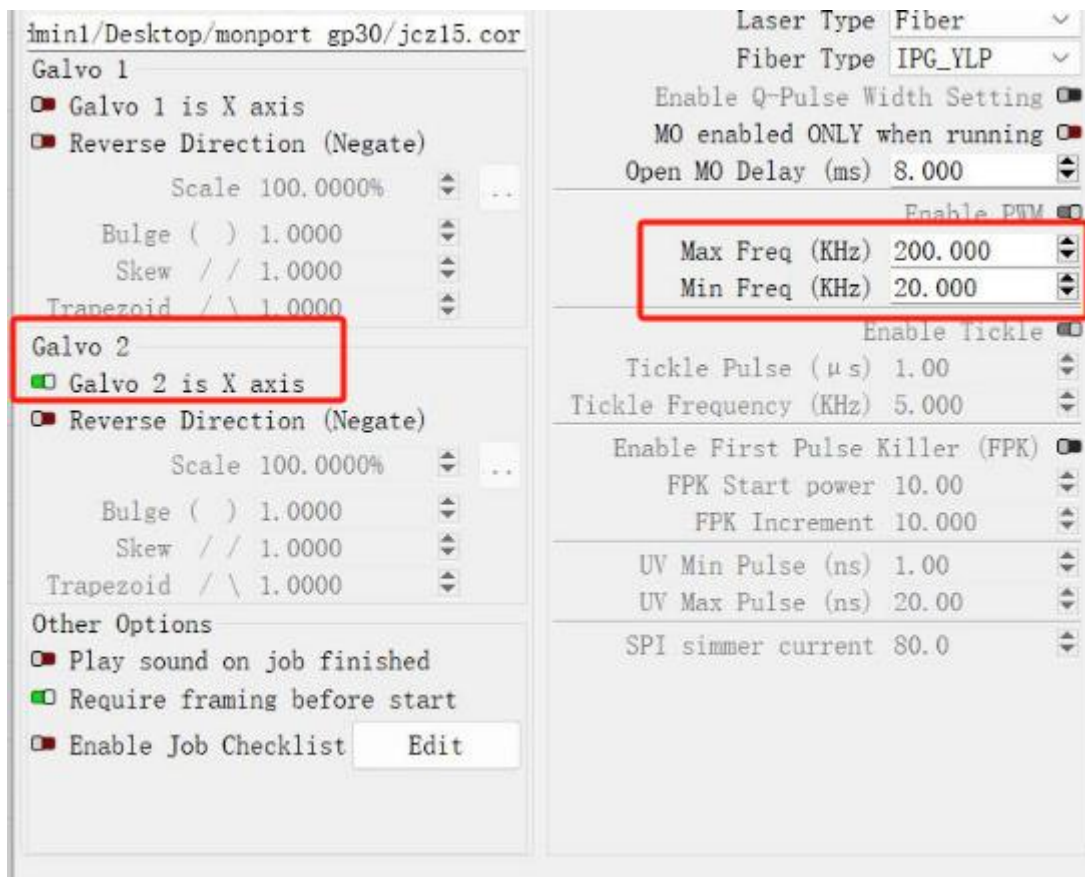 imin1/Desktop/monport gp30/jcz15.cor
Galvo 1
Galvo 1 is X axis
Reverse Direction (Negate)
Scale 100.0000% ..
Bulge ( ) 1.0000
Skew / / 1.0000
Trapezoid / \ 1.0000
Galvo 2
Galvo 2 is X axis
Reverse Direction (Negate)
Scale 100.0000% ..
Bulge ( ) 1.0000
Skew / / 1.0000
Trapezoid / \ 1.0000
Other Options
Play sound on job finished
Require framing before start
Enable Job Checklist Edit
Laser Type Fiber
Fiber Type IPG_YLP
Enable Q-Pulse Width Setting
MO enabled ONLY when running
Open MO Delay (ms) 8.000
Enable PWM
Max Freq (KHz) 200.000
Min Freq (KHz) 20.000
Enable Tickle
Tickle Pulse (μs) 1.00
Tickle Frequency (KHz) 5.000
Enable First Pulse Killer (FPK)
FPK Start power 10.00
FPK Increment 10.000
UV Min Pulse (ns) 1.00
UV Max Pulse (ns) 20.00
SPI simmer current 80.0